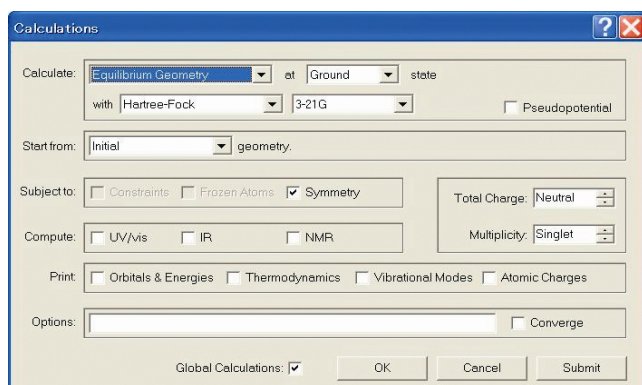 Calculations
Calculate: Equilibrium Geometry at Ground state
with Hartree-Fock 3-21G Pseudopotential
Start from: Initial geometry.
Subject to: Constraints Frozen Atoms Symmetry
Total Charge: Neutral
Compute: UV/vis IR NMR
Multiplicity: Singlet
Print: Orbitals & Energies Thermodynamics Vibrational Modes Atomic Charges
Options: Converge
Global Calculations: OK Cancel Submit